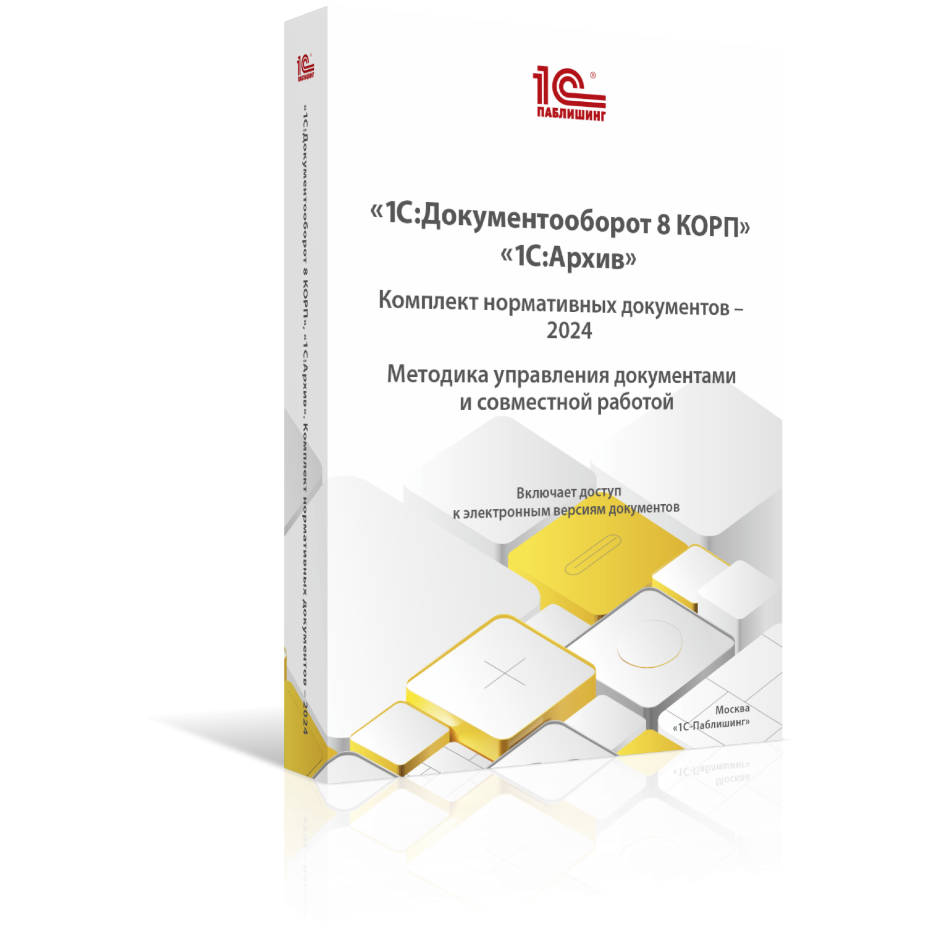 1С®
ПАБЛИШИНГ
«1С:Документооборот 8 КОРП»
«1С:Архив»
Комплект нормативных документов –
2024
Методика управления документами
и совместной работой
Включает доступ
к электронным версиям документов
Москва
«1С-Паблишинг»
1С®
ПАБЛИШИНГ
«1С:Документооборот 8 КОРП», «1С:Архив». Комплект нормативных документов – 2024